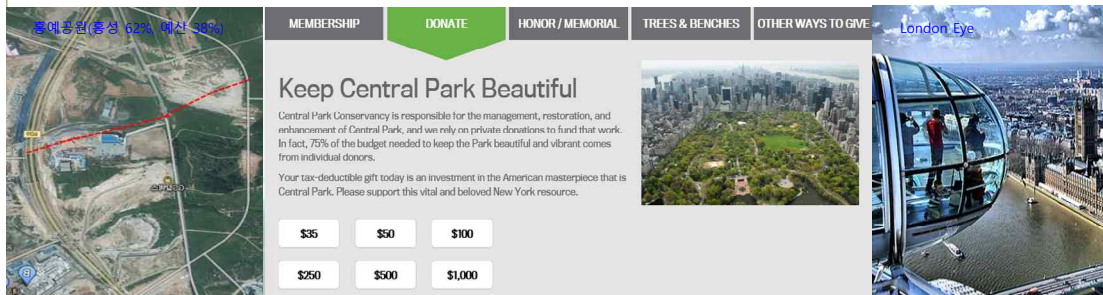 홍예공원(홍성 62%, 예산 38%)
MEMBERSHIP
DONATE
HONOR / MEMORIAL
TREES & BENCHES
OTHER WAYS TO GIVE
London Eye
Keep Central Park Beautiful
Central Park Conservancy is responsible for the management, restoration, and
enhancement of Central Park, and we rely on private donations to fund that work.
In fact, 75% of the budget needed to keep the Park beautiful and vibrant comes
from individual donors.
Your tax-deductible gift today is an investment in the American masterpiece that is
Central Park. Please support this vital and beloved New York resource.
$35
$50
$100
$250
$500
$1,000